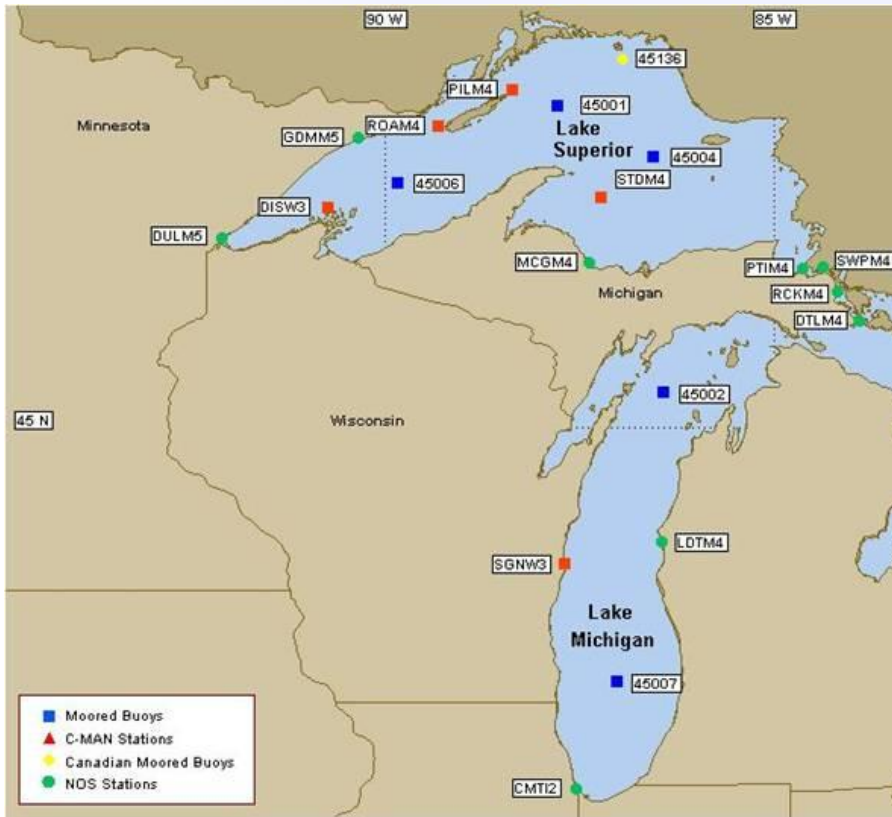 90 W
85 W
45136
PILM4
45001
Minnesota
ROAM4
GDMM5
Lake
Superior
45004
STDM4
45006
DISW3
DULM5
MCGM4
PTIM4
SWPM4
Michigan
RCKM4
DTLM4
45002
45 N
Wisconsin
LDTM4
SGNW3
Lake
Michigan
45007
Moored Buoys
C-MAN Stations
Canadian Moored Buoys
NOS Stations
CMTI2